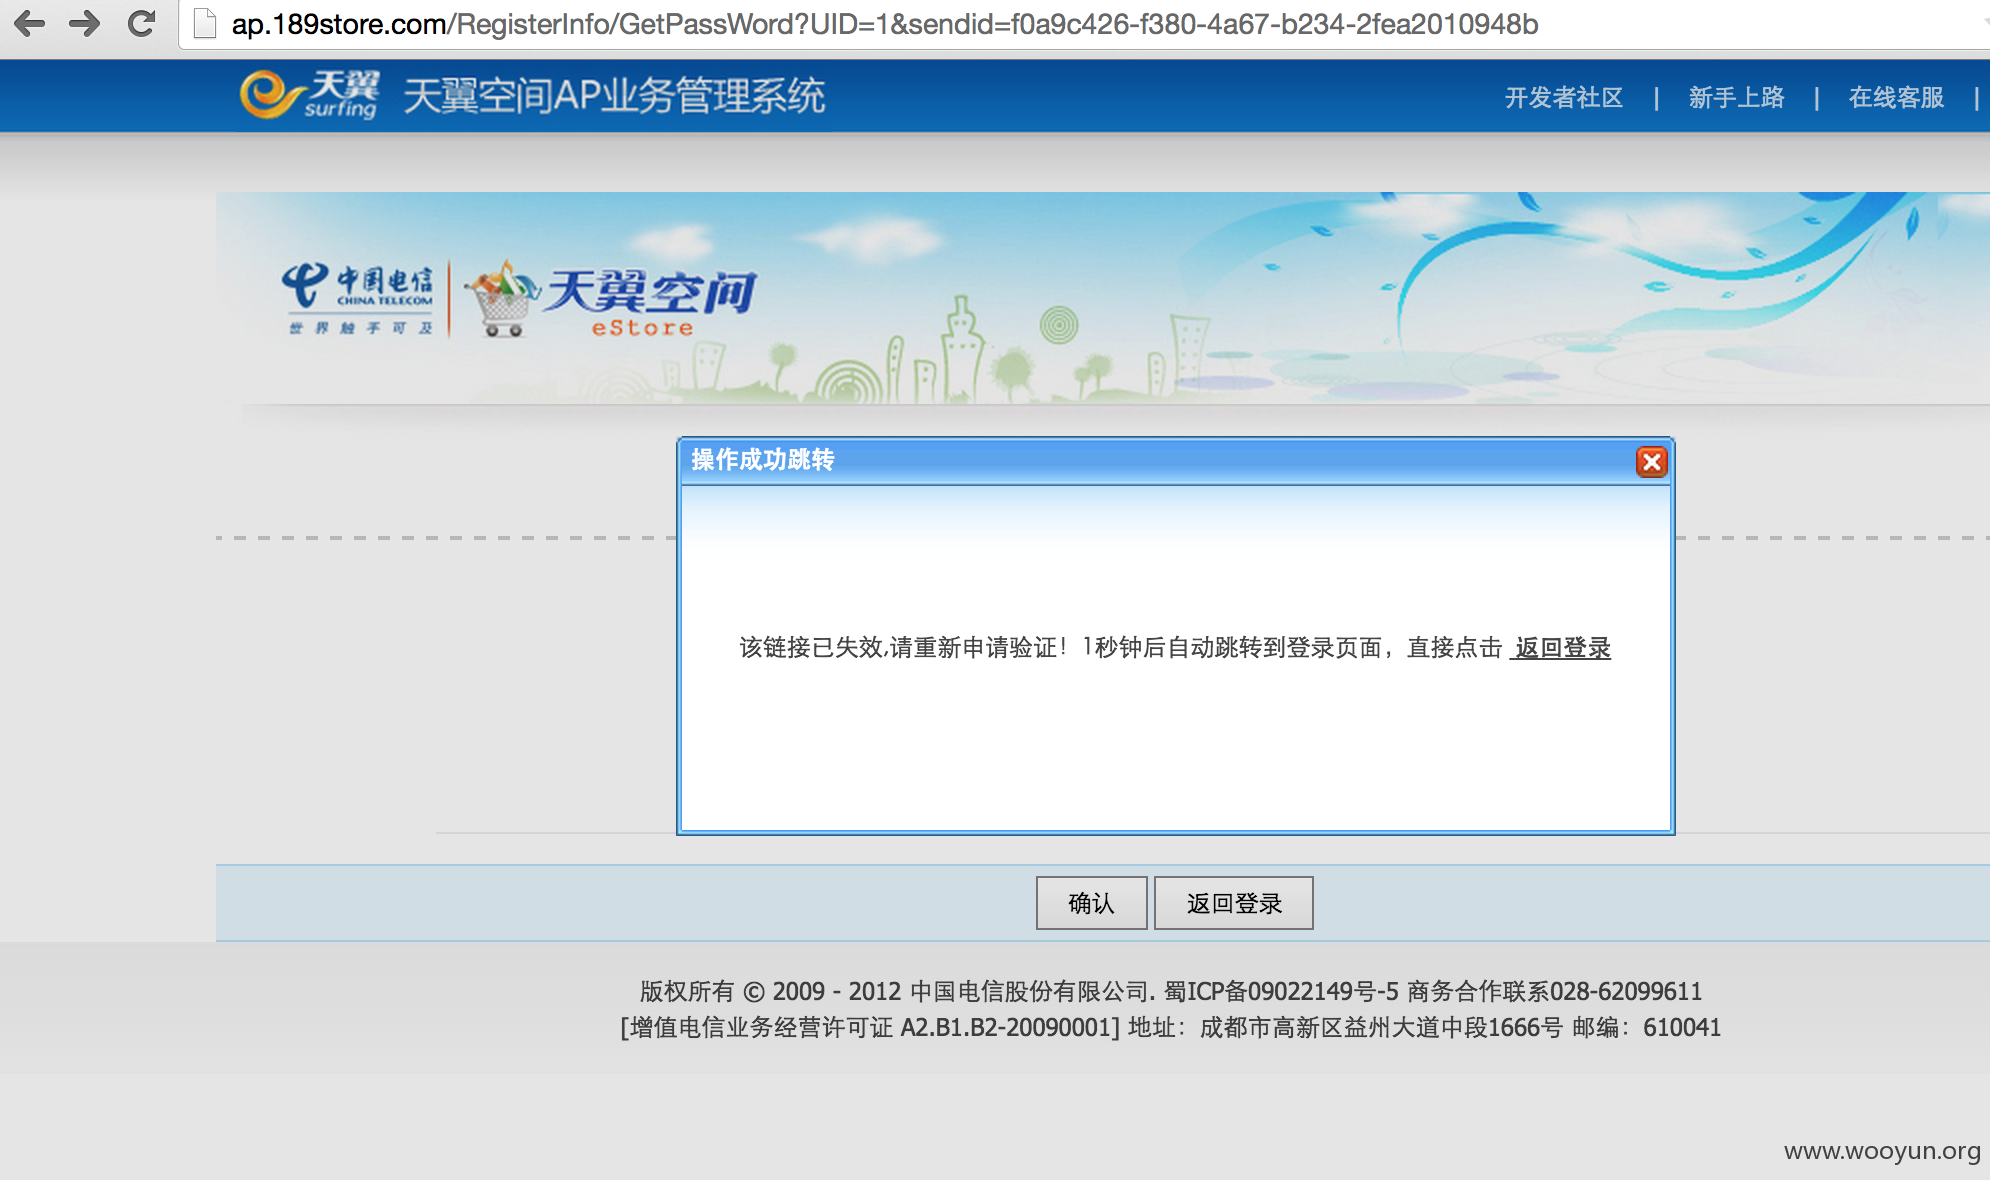 ap.189store.com/RegisterInfo/GetPassWord?UID=1&sendid=f0a9c426-f380-4a67-b234-2fea2010948b
天翼 surfing 天翼空间AP业务管理系统 开发者社区 | 新手上路 | 在线客服 |
中国电信 CHINA TELECOM 世界触手可及
天翼空间 eStore
操作成功跳转
该链接已失效,请重新申请验证！1秒钟后自动跳转到登录页面，直接点击 返回登录
确认 返回登录
版权所有 © 2009 - 2012 中国电信股份有限公司. 蜀ICP备09022149号-5 商务合作联系028-62099611
[增值电信业务经营许可证 A2.B1.B2-20090001] 地址：成都市高新区益州大道中段1666号 邮编：610041
www.wooyun.org